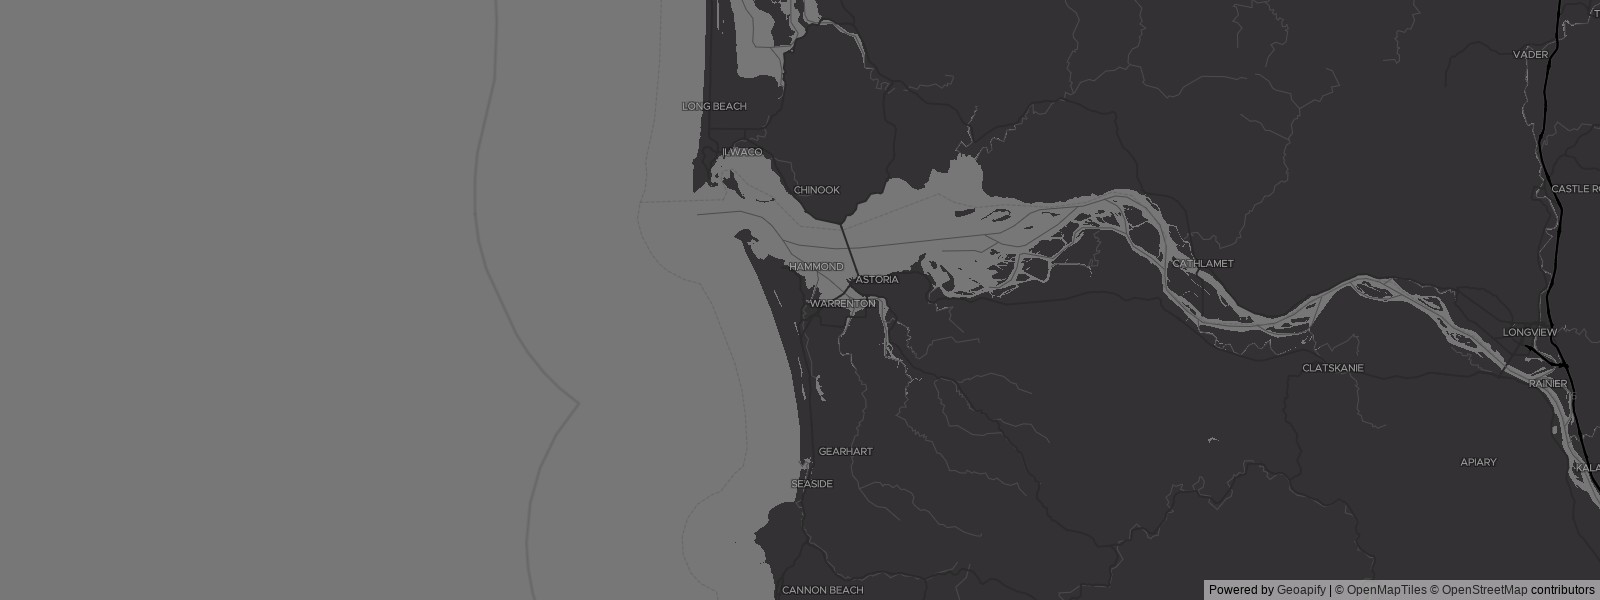 VADER
LONG BEACH
ILWACO
CHINOOK
CASTLE RO
CATHLAMET
HAMMOND
ASTORIA
WARRENTON
LONGVIEW
CLATSKANIE
RAINIER
GEARHART
APIARY
KALA
SEASIDE
CANNON BEACH
Powered by Geoapify | © OpenMapTiles © OpenStreetMap contributors